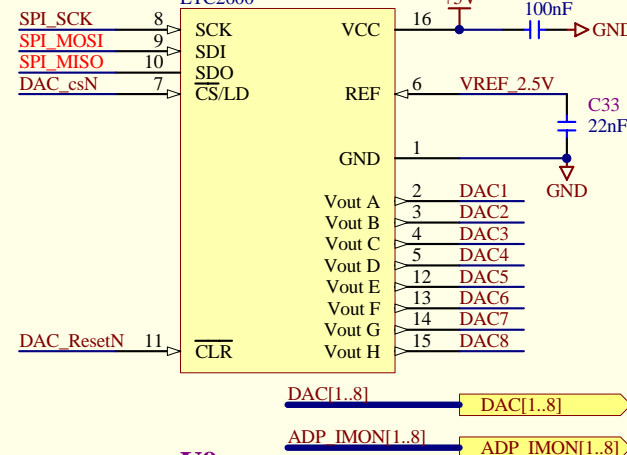 SPI_SCK 8 SCK VCC 16 100nF GND
SPI_MOSI 9 SDI
SPI_MISO 10 SDO
DAC_csN 7 CS/LD REF 6 VREF_2.5V
C33
22nF
GND 1
GND
Vout A 2 DAC1
Vout B 3 DAC2
Vout C 4 DAC3
Vout D 5 DAC4
Vout E 12 DAC5
Vout F 13 DAC6
Vout G 14 DAC7
DAC_ResetN 11 CLR Vout H 15 DAC8
DAC[1..8] DAC[1..8]
ADP_IMON[1..8] ADP_IMON[1..8]